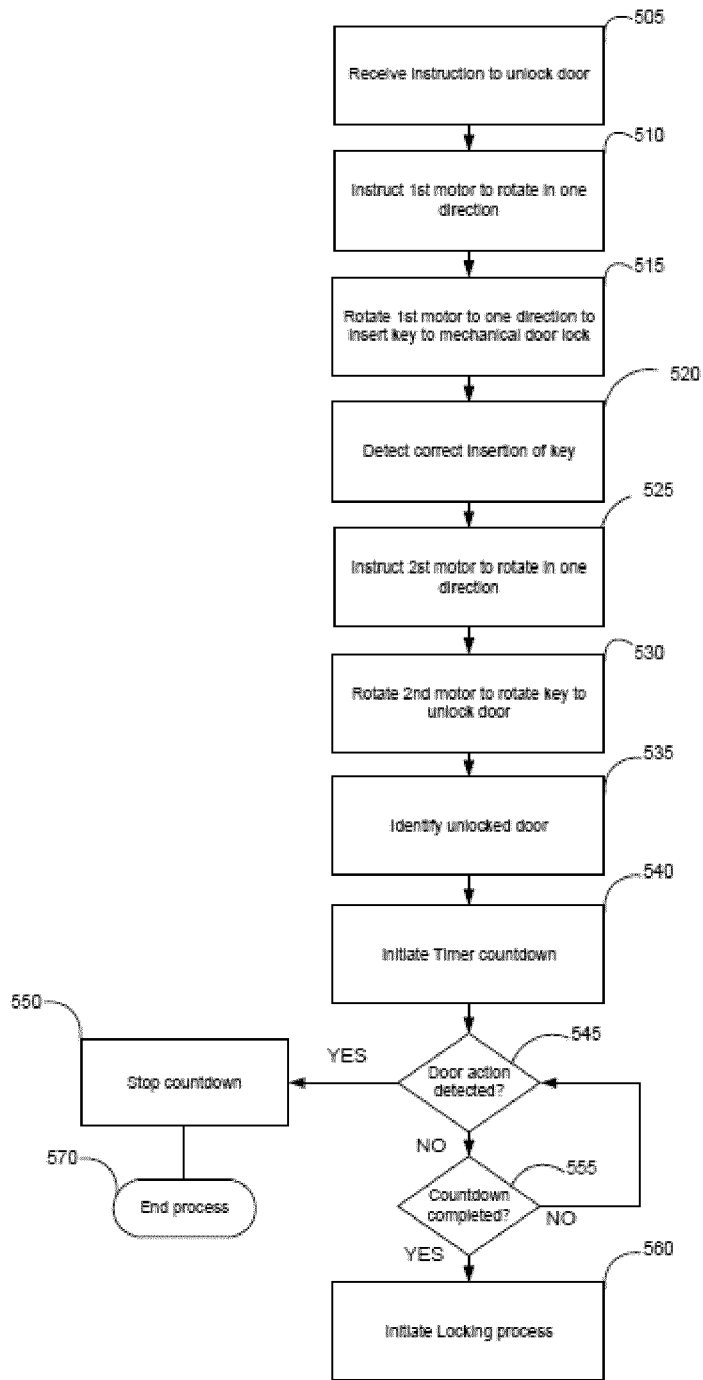 505
Receive instruction to unlock door
510
Instruct 1st motor to rotate in one
direction
515
Rotate 1st motor to one direction to
insert key to mechanical door lock
520
Detect correct insertion of key
525
Instruct 2st motor to rotate in one
direction
530
Rotate 2nd motor to rotate key to
unlock door
535
Identify unlocked door
540
Initiate Timer countdown
545
Door action
detected?
YES
550
Stop countdown
NO
555
Countdown
completed?
NO
570
End process
YES
560
Initiate Locking process